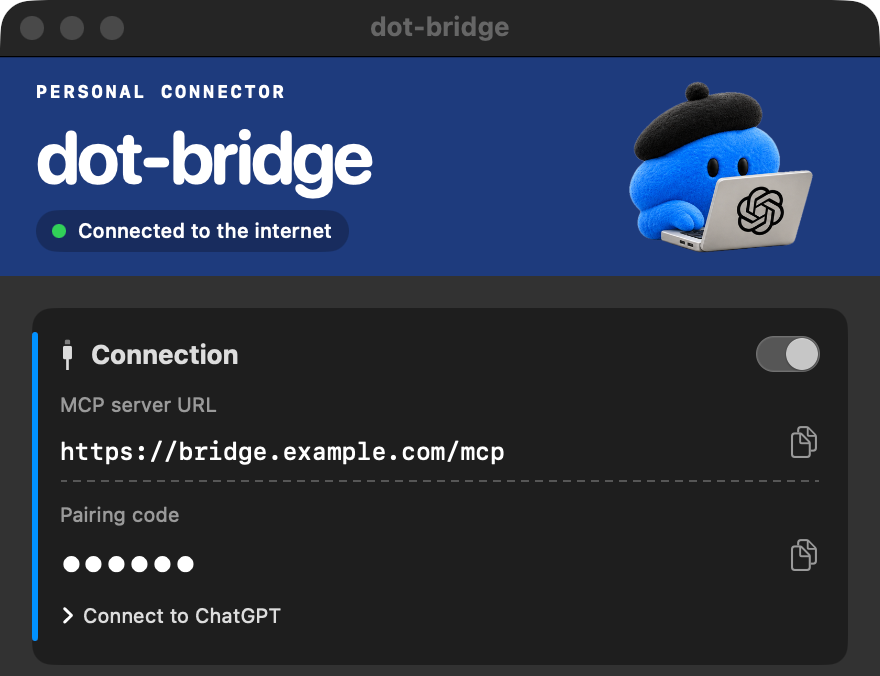 dot-bridge
PERSONAL CONNECTOR
dot-bridge
Connected to the internet
Connection
MCP server URL
https://bridge.example.com/mcp
Pairing code
●●●●●●
Connect to ChatGPT